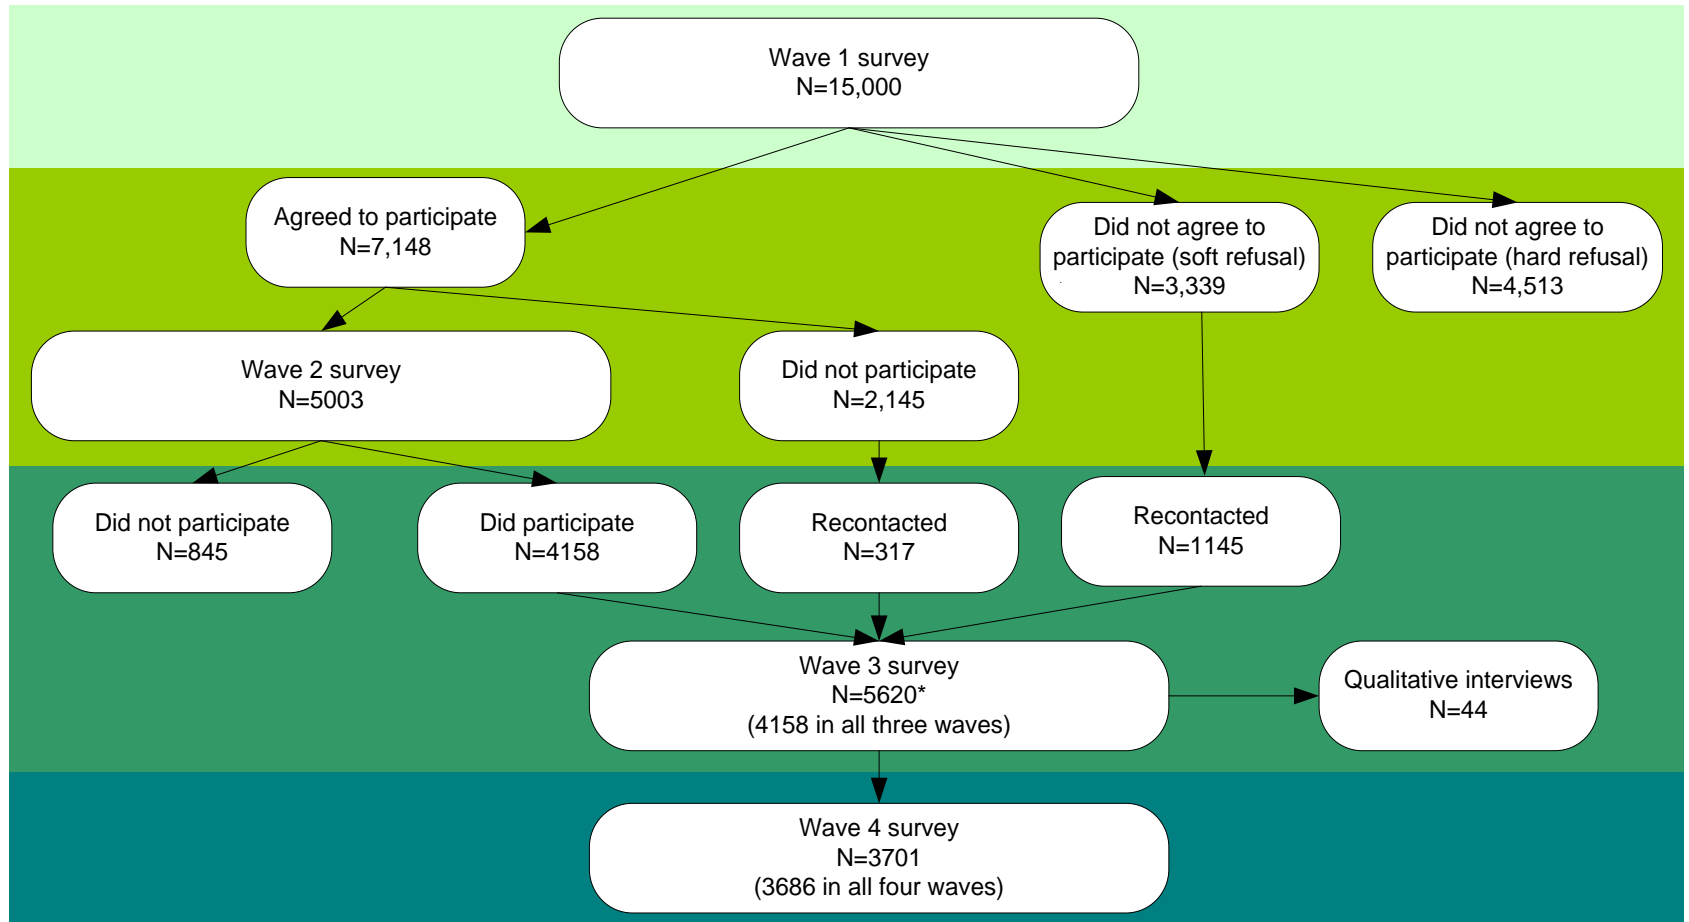 Wave 1 survey
N=15,000
Agreed to participate
N=7,148
Did not agree to
participate (soft refusal)
N=3,339
Did not agree to
participate (hard refusal)
N=4,513
Wave 2 survey
N=5003
Did not participate
N=2,145
Did not participate
N=845
Did participate
N=4158
Recontacted
N=317
Recontacted
N=1145
Wave 3 survey
N=5620*
(4158 in all three waves)
Qualitative interviews
N=44
Wave 4 survey
N=3701
(3686 in all four waves)